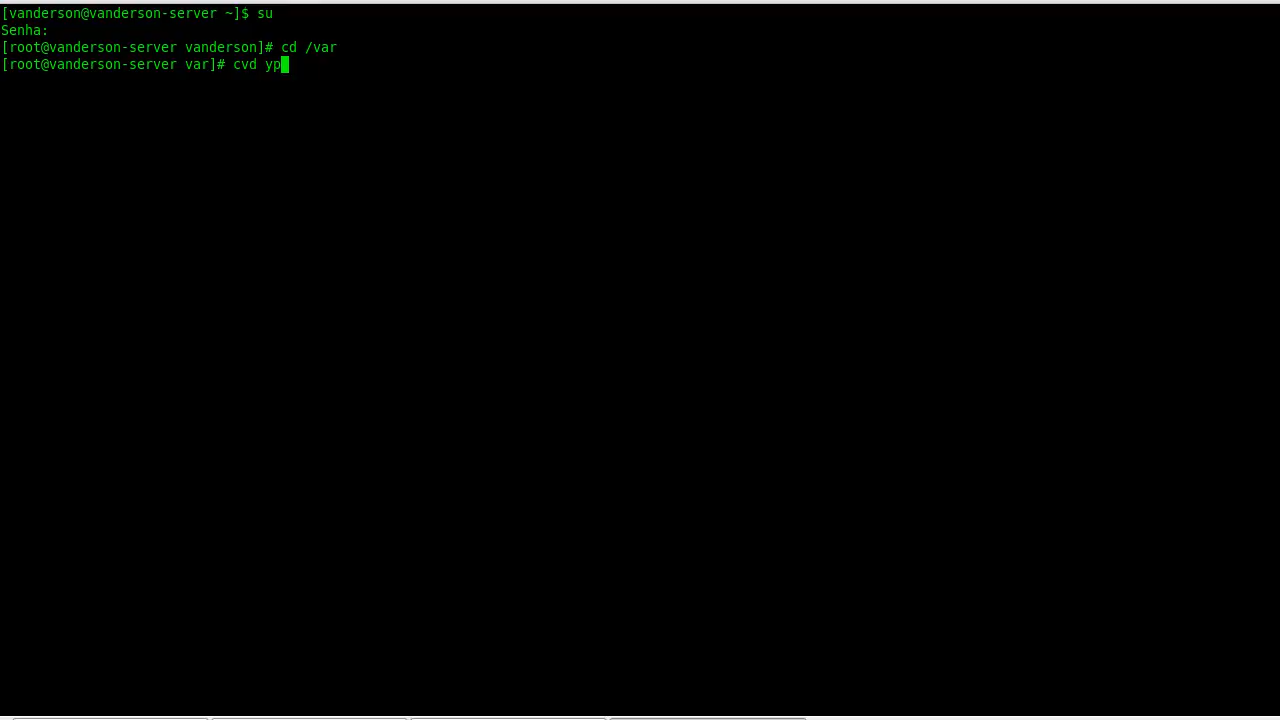 [vanderson@vanderson-server ~]$ su
Senha:
[root@vanderson-server vanderson]# cd /var
[root@vanderson-server var]# cvd yp